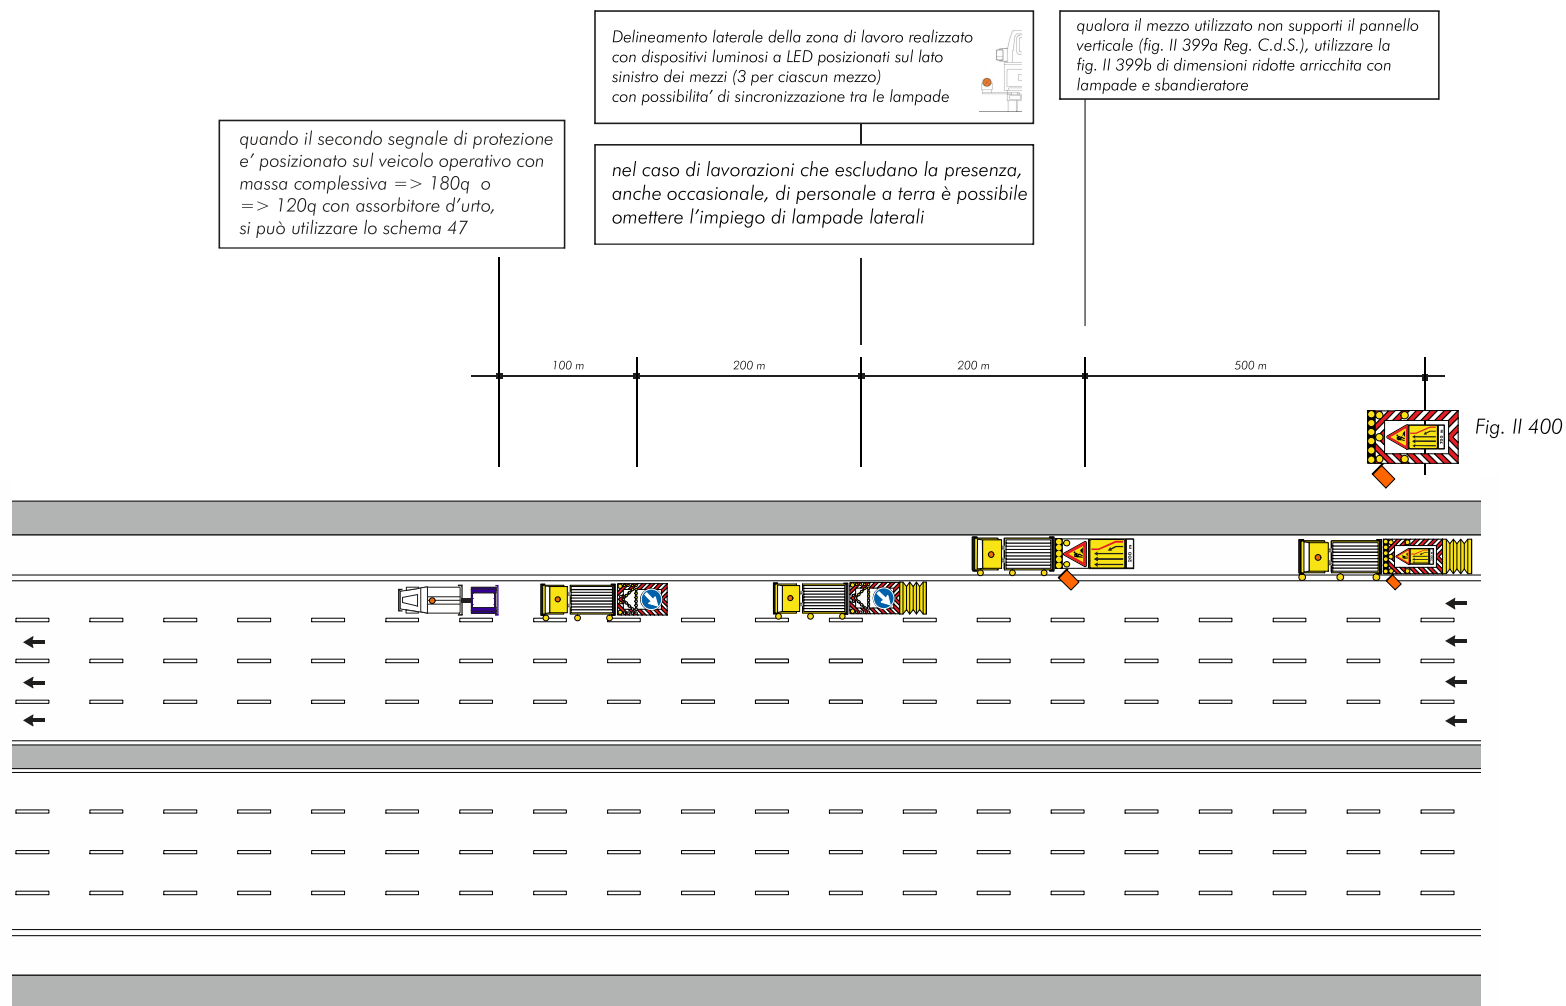 Delineamento laterale della zona di lavoro realizzato
con dispositivi luminosi a LED posizionati sul lato
sinistro dei mezzi (3 per ciascun mezzo)
con possibilita' di sincronizzazione tra le lampade
qualora il mezzo utilizzato non supporti il pannello
verticale (fig. II 399a Reg. C.d.S.), utilizzare la
fig. II 399b di dimensioni ridotte arricchita con
lampade e sbandieratore
quando il secondo segnale di protezione
e' posizionato sul veicolo operativo con
massa complessiva => 180q o
=> 120q con assorbitore d'urto,
si può utilizzare lo schema 47
nel caso di lavorazioni che escludano la presenza,
anche occasionale, di personale a terra è possibile
omettere l'impiego di lampade laterali
100 m
200 m
200 m
500 m
Fig. II 400